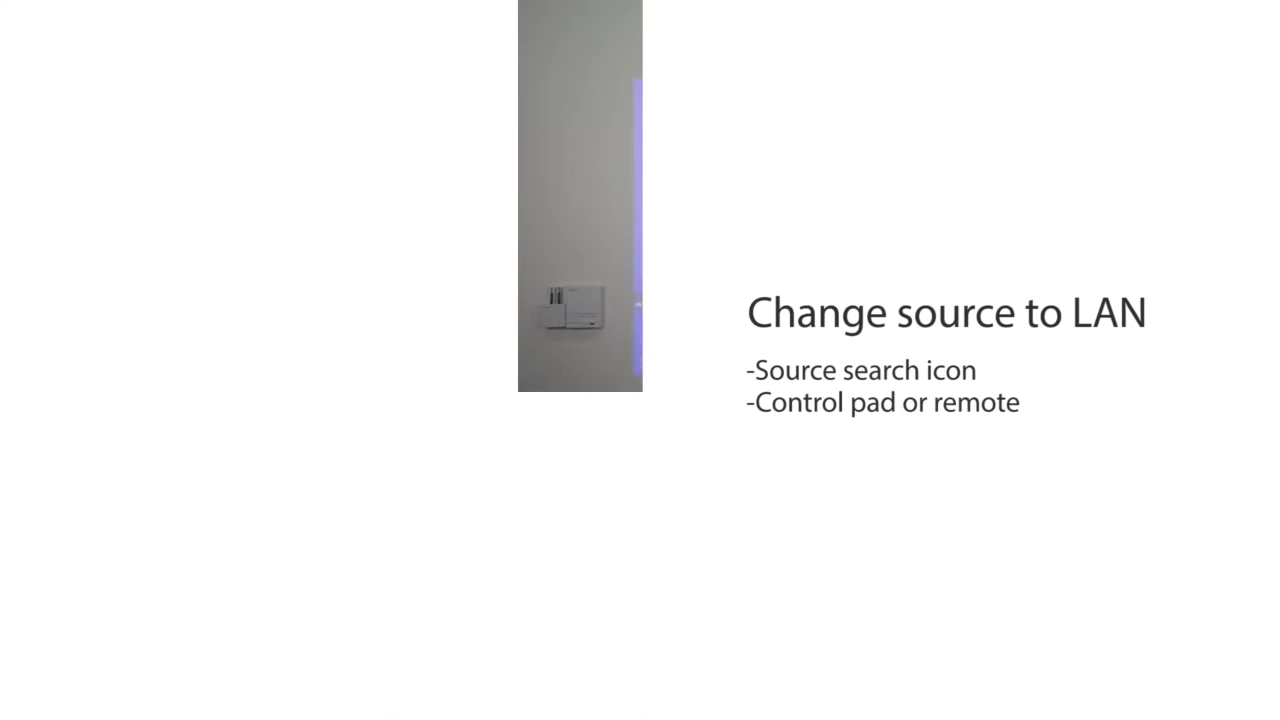 Change source to LAN
-Source search icon
-Control pad or remote